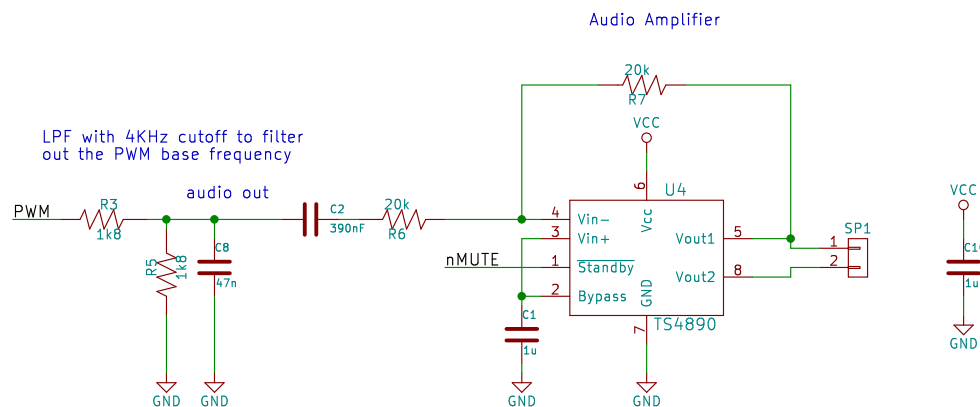 Audio Amplifier
20k
R7
LPF with 4KHz cutoff to filter
out the PWM base frequency
VCC
audio out
6
U4
VCC
PWM
R3
1k8
C2
390nF
20k
R6
4
Vin-
Vcc
3
Vin+
Vout1
5
SP1
1
2
R5
1k8
C8
47n
nMUTE
1
Standby
Vout2
8
2
Bypass
GND
7
TS4890
C1
1u
1u
GND
GND
GND
GND
GND